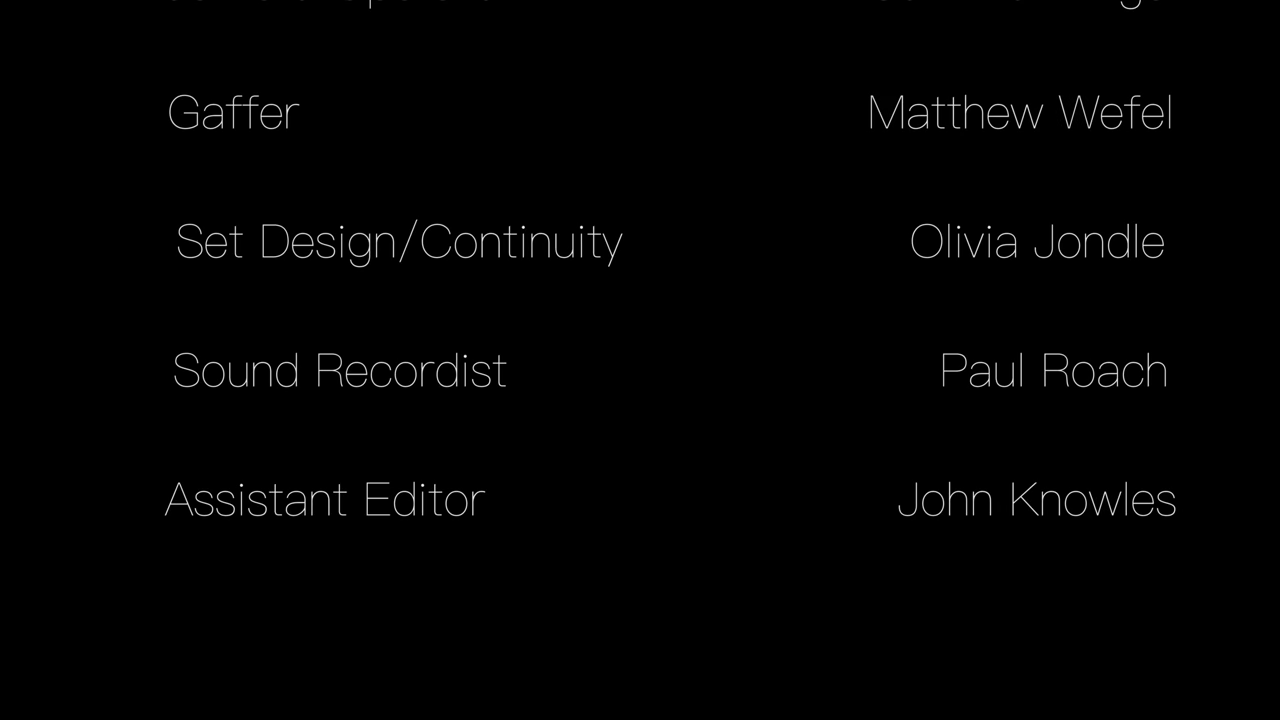 Gaffer Matthew Wefel
Set Design/Continuity Olivia Jondle
Sound Recordist Paul Roach
Assistant Editor John Knowles